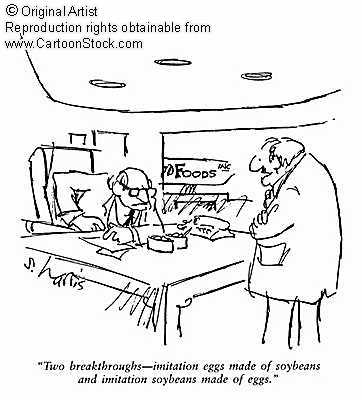 © Original Artist
Reproduction rights obtainable from
www.CartoonStock.com
FOODS INC
S. Harris
"Two breakthroughs—imitation eggs made of soybeans
and imitation soybeans made of eggs."